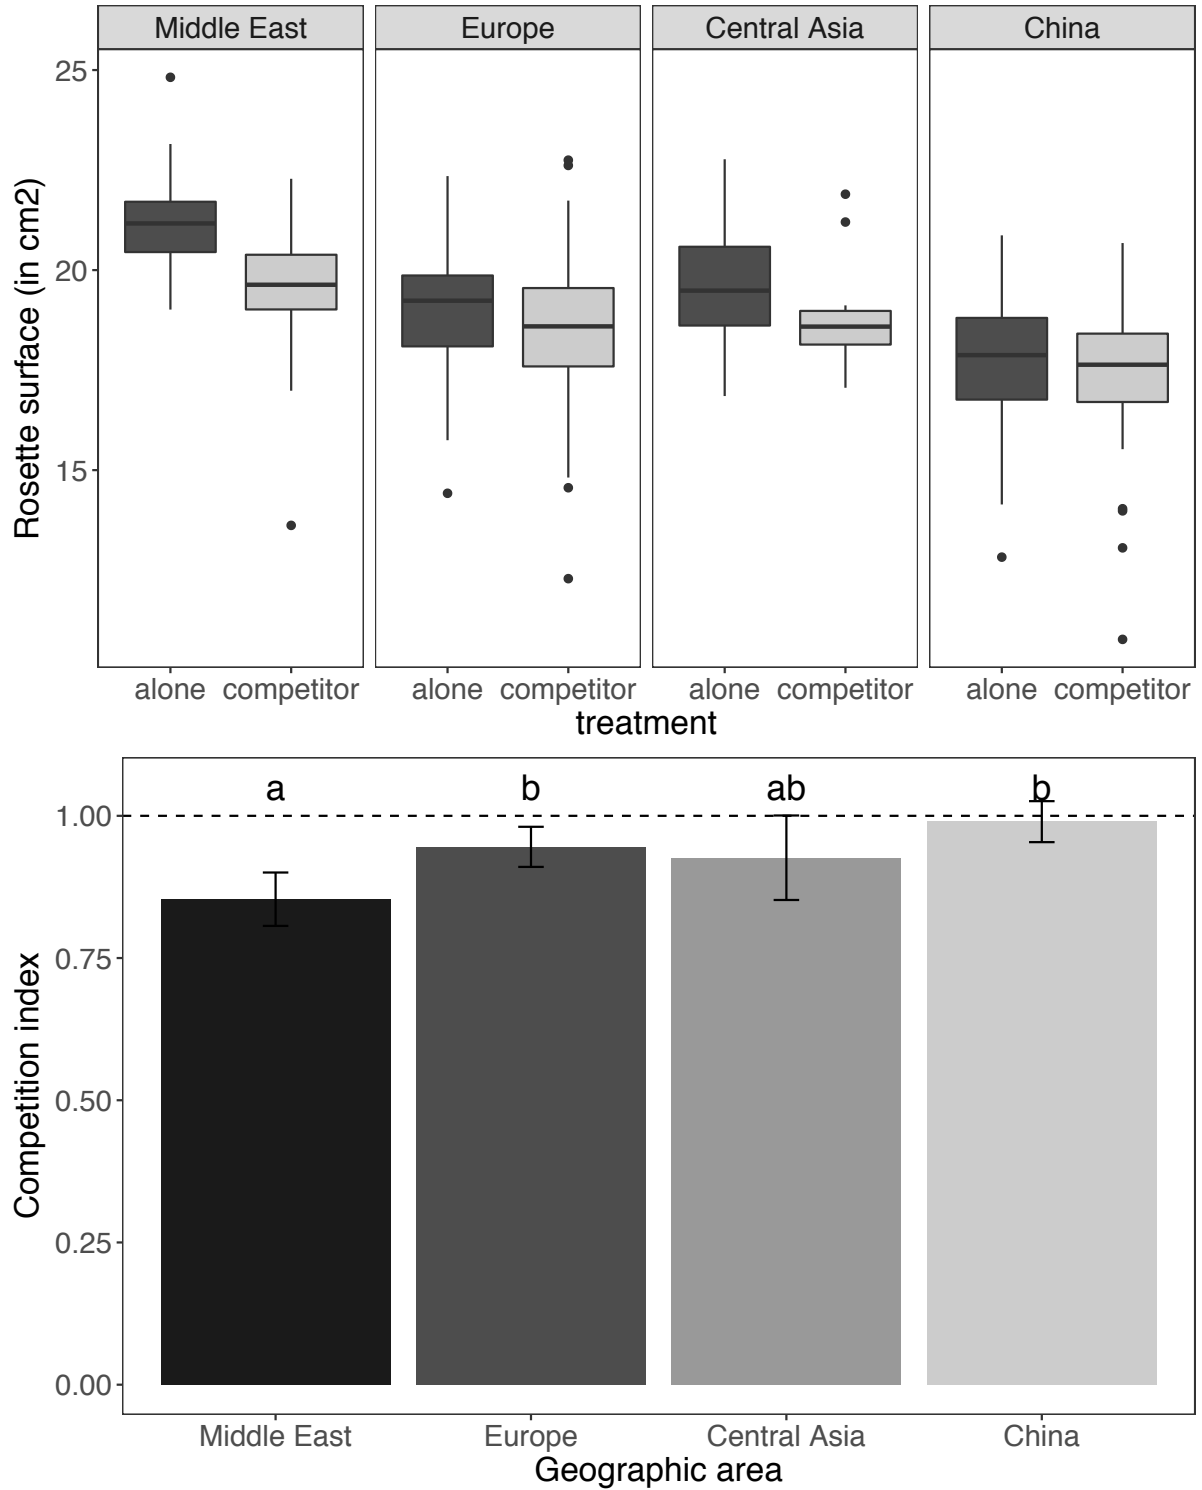 Middle East Europe Central Asia China
25
20
15
Rosette surface (in cm2)
alone competitor alone competitor alone competitor alone competitor
treatment
a b ab b
1.00
0.75
0.50
0.25
0.00
Competition index
Middle East Europe Central Asia China
Geographic area